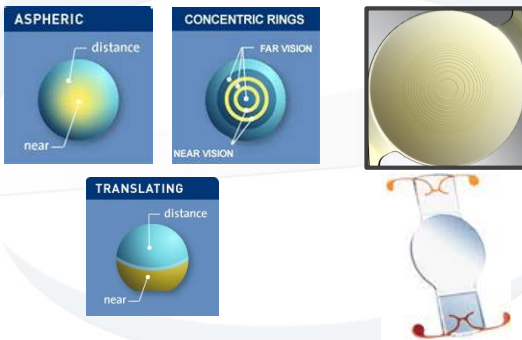 ASPHERIC
distance
near
CONCENTRIC RINGS
FAR VISION
NEAR VISION
TRANSLATING
distance
near